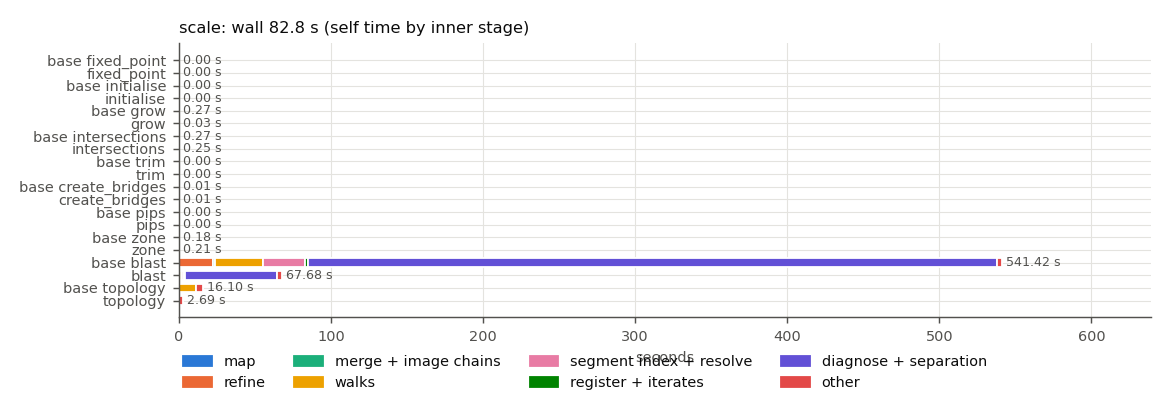 scale: wall 82.8 s (self time by inner stage)
base fixed_point 0.00 s
fixed_point 0.00 s
base initialise 0.00 s
initialise 0.00 s
base grow 0.27 s
grow 0.03 s
base intersections 0.27 s
intersections 0.25 s
base trim 0.00 s
trim 0.00 s
base create_bridges 0.01 s
create_bridges 0.01 s
base pips 0.00 s
pips 0.00 s
base zone 0.18 s
zone 0.21 s
base blast 541.42 s
blast 67.68 s
base topology 16.10 s
topology 2.69 s
0 100 200 300 400 500 600
seconds
map merge + image chains segment index + resolve diagnose + separation
refine walks register + iterates other